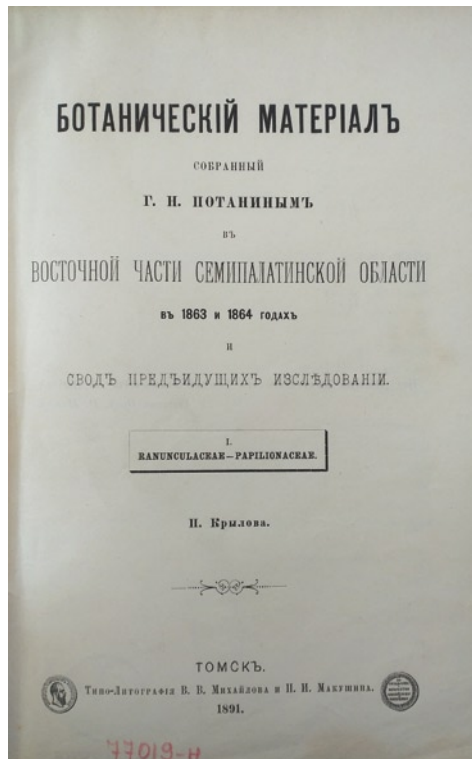 БОТАНИЧЕСКІЙ МАТЕРІАЛЪ
СОБРАННЫЙ
Г. Н. ПОТАНИНЫМЪ
ВЪ
ВОСТОЧНОЙ ЧАСТИ СЕМИПАЛАТИНСКОЙ ОБЛАСТИ
ВЪ 1863 И 1864 ГОДАХЪ
И
СВОДЪ ПРЕДЪИДУЩИХЪ ИЗСЛѢДОВАНІИ.
I.
RANUNCULACEAE—PAPILIONACEAE.
П. Крылова.
ТОМСКЪ.
Типо-Литографія В. В. Михайлова и П. И. Макушина.
1891.
77019-н